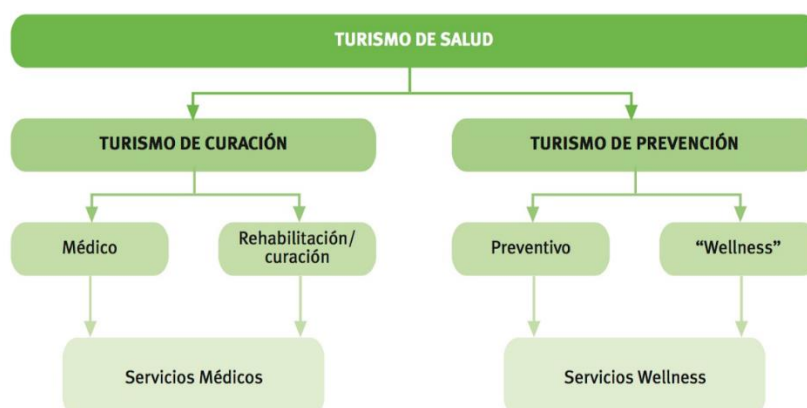 TURISMO DE SALUD
TURISMO DE CURACIÓN
TURISMO DE PREVENCIÓN
Médico
Rehabilitación/
curación
Preventivo
“Wellness”
Servicios Médicos
Servicios Wellness